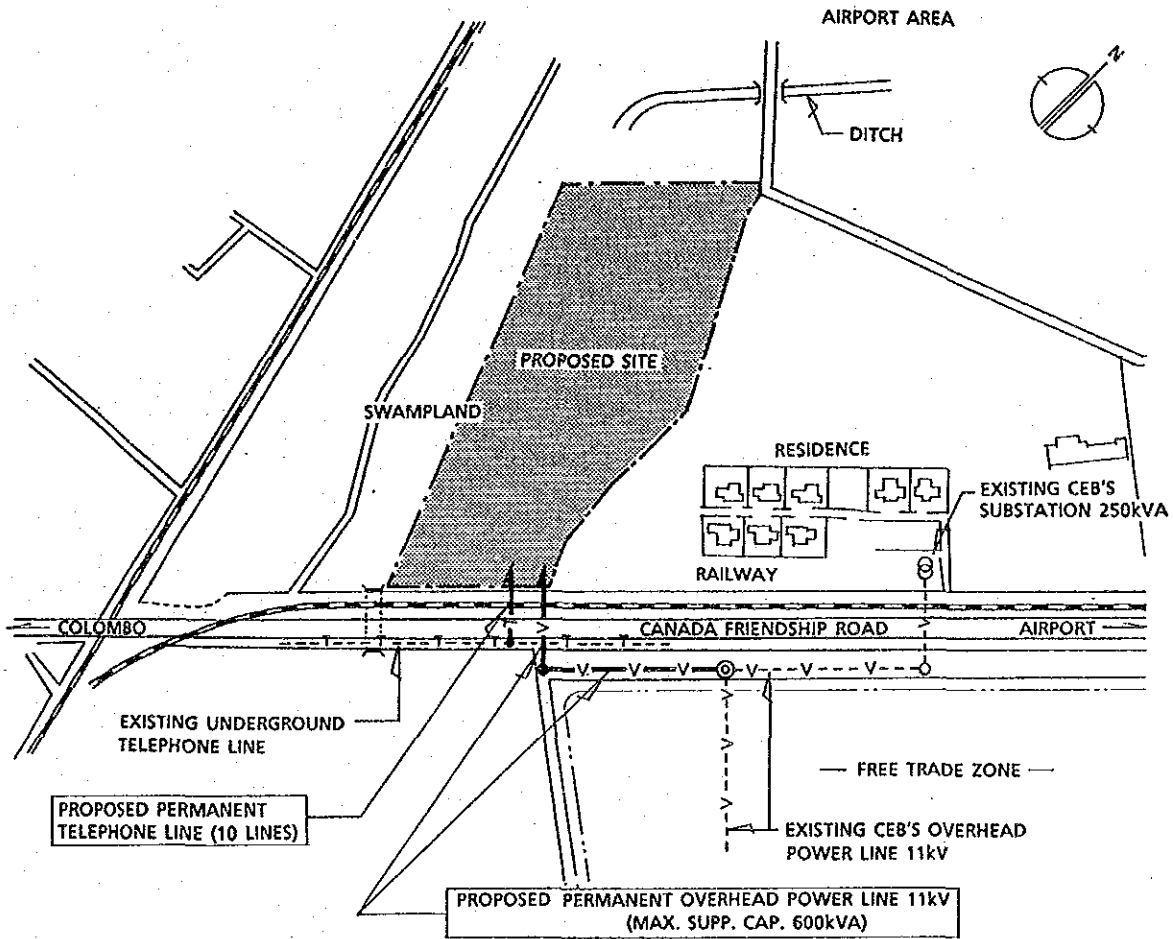 AIRPORT AREA
N
DITCH
PROPOSED SITE
SWAMPLAND
RESIDENCE
EXISTING CEB'S
SUBSTATION 250kVA
RAILWAY
COLOMBO
CANADA FRIENDSHIP ROAD
AIRPORT
EXISTING UNDERGROUND
TELEPHONE LINE
FREE TRADE ZONE
PROPOSED PERMANENT
TELEPHONE LINE (10 LINES)
EXISTING CEB'S OVERHEAD
POWER LINE 11kV
PROPOSED PERMANENT OVERHEAD POWER LINE 11kV
(MAX. SUPP. CAP. 600kVA)